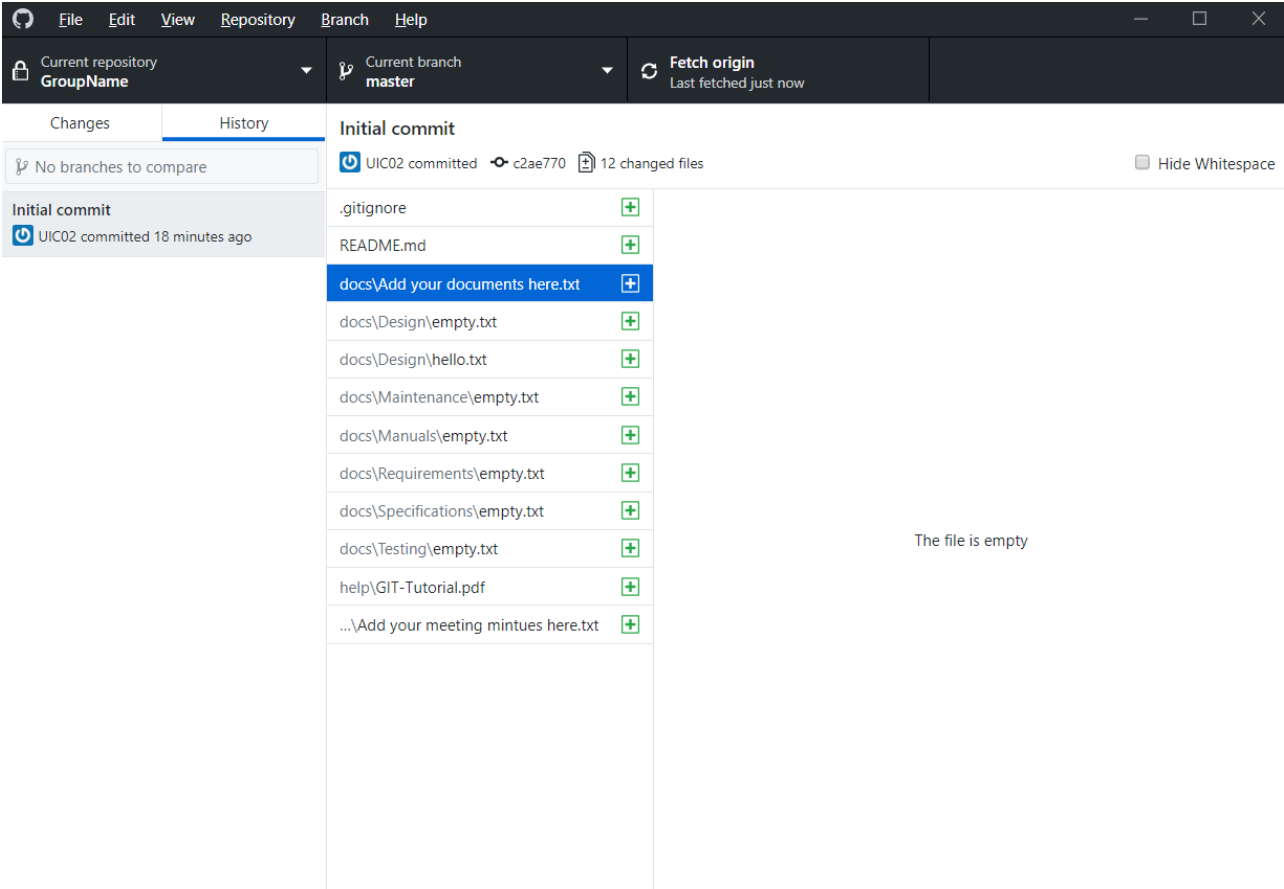 File Edit View Repository Branch Help
Current repository
GroupName
Current branch
master
Fetch origin
Last fetched just now
Changes
History
No branches to compare
Initial commit
UIC02 committed 18 minutes ago
Initial commit
UIC02 committed c2ae770 12 changed files
Hide Whitespace
.gitignore
README.md
docs\Add your documents here.txt
docs\Design\empty.txt
docs\Design\hello.txt
docs\Maintenance\empty.txt
docs\Manuals\empty.txt
docs\Requirements\empty.txt
docs\Specifications\empty.txt
docs\Testing\empty.txt
help\GIT-Tutorial.pdf
...\Add your meeting mintues here.txt
The file is empty